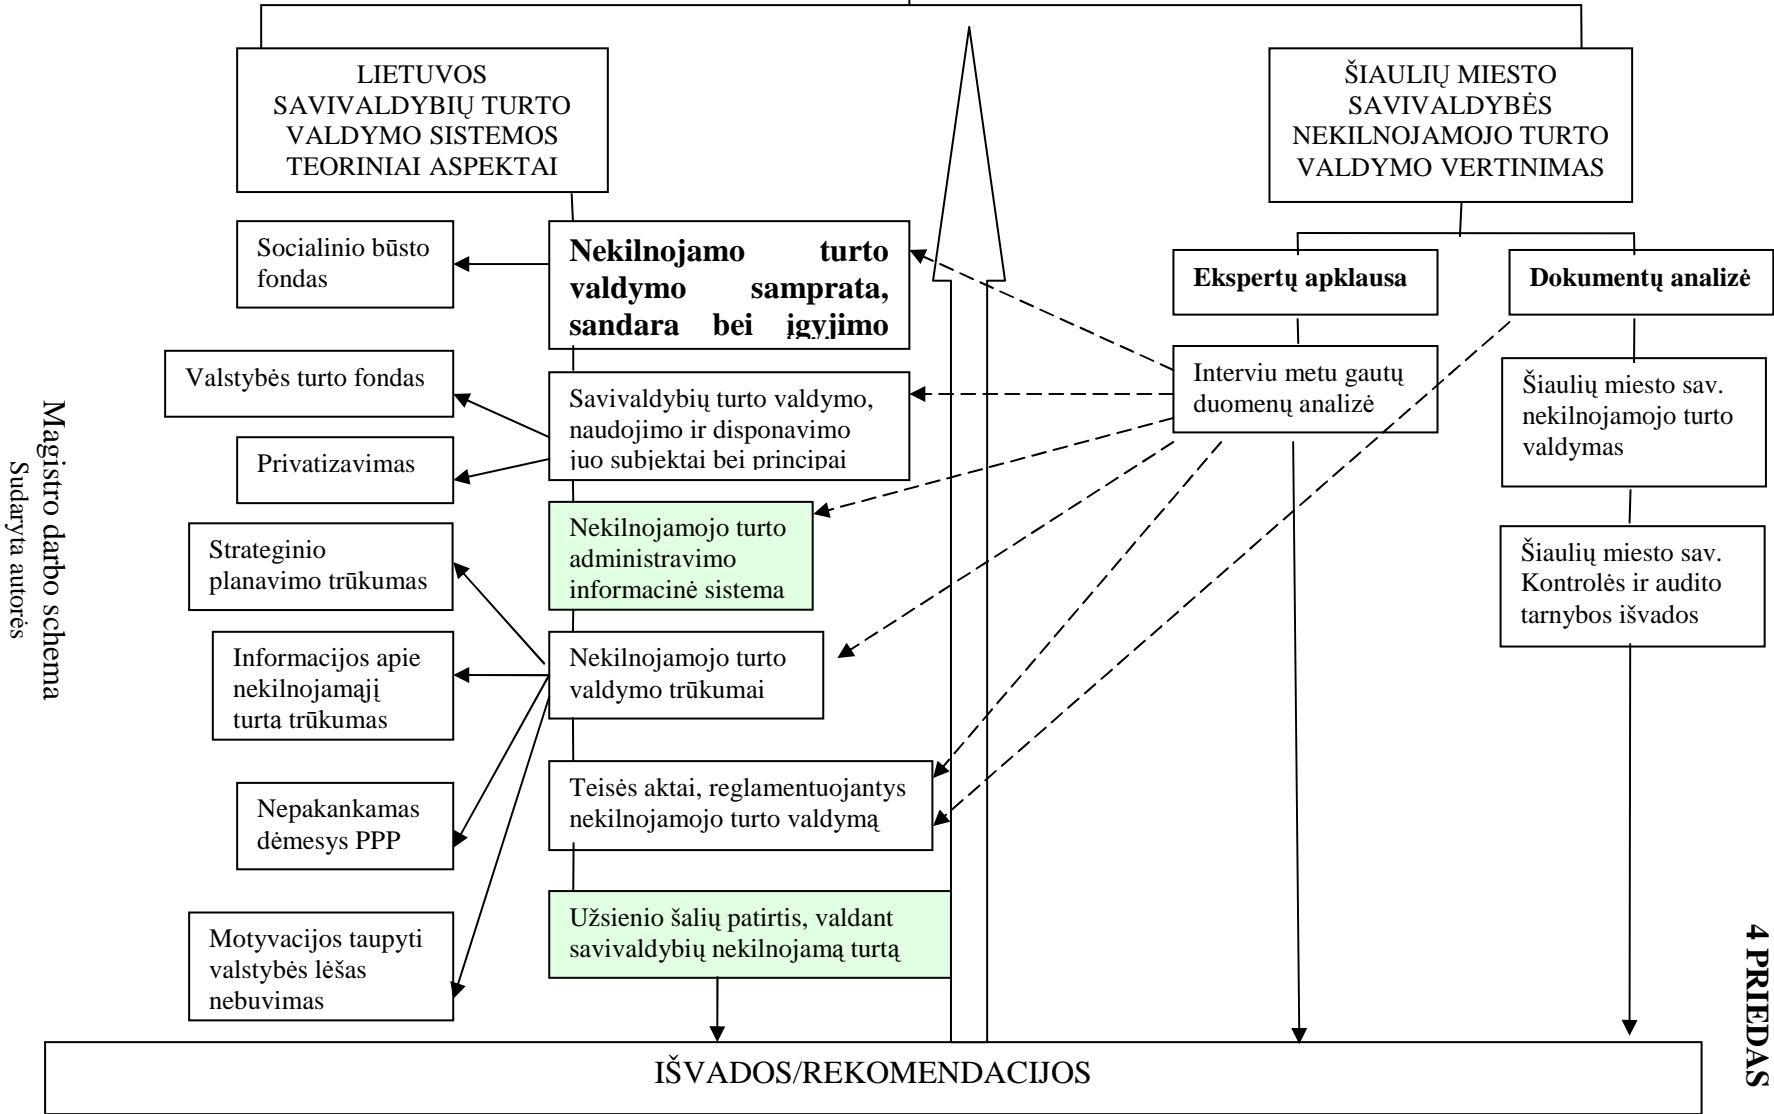 LIETUVOS
SAVIVALDYBIŲ TURTO
VALDYMO SISTEMOS
TEORINIAI ASPEKTAI
ŠIAULIŲ MIESTO
SAVIVALDYBĖS
NEKILNOJAMOJO TURTO
VALDYMO VERTINIMAS
Socialinio būsto
fondas
Nekilnojamo turto
valdymo samprata,
sandara bei įgyjimo
Ekspertų apklausa
Dokumentų analizė
Valstybės turto fondas
Privatizavimas
Savivaldybių turto valdymo,
naudojimo ir disponavimo
juo subjektai bei principai
Interviu metu gautų
duomenų analizė
Šiaulių miesto sav.
nekilnojamojo turto
valdymas
Strateginio
planavimo trūkumas
Nekilnojamojo turto
administravimo
informacinė sistema
Šiaulių miesto sav.
Kontrolės ir audito
tarnybos išvados
Informacijos apie
nekilnojamąjį
turta trūkumas
Nekilnojamojo turto
valdymo trūkumai
Nepakankamas
dėmesys PPP
Teisės aktai, reglamentuojantys
nekilnojamojo turto valdymą
Motyvacijos taupyti
valstybės lėšas
nebuvimas
Užsienio šalių patirtis, valdant
savivaldybių nekilnojamą turtą
IŠVADOS/REKOMENDACIJOS
Magistro darbo schema
Sudaryta autorės
4 PRIEDAS